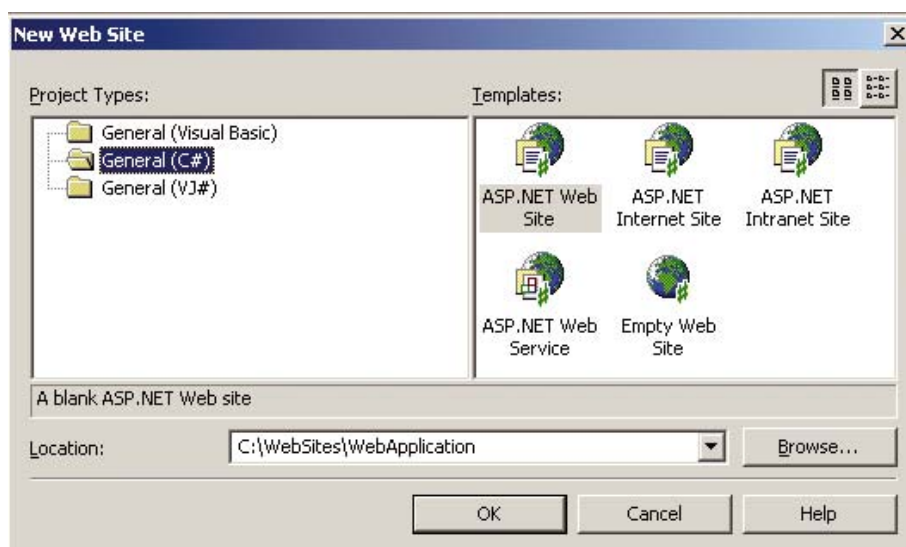 New Web Site
Project Types:
Templates:
General (Visual Basic)
General (C#)
General (VJ#)
ASP.NET Web
Site
ASP.NET
Internet Site
ASP.NET
Intranet Site
ASP.NET Web
Service
Empty Web
Site
A blank ASP.NET Web site
Location:
C:\WebSites\WebApplication
Browse...
OK
Cancel
Help